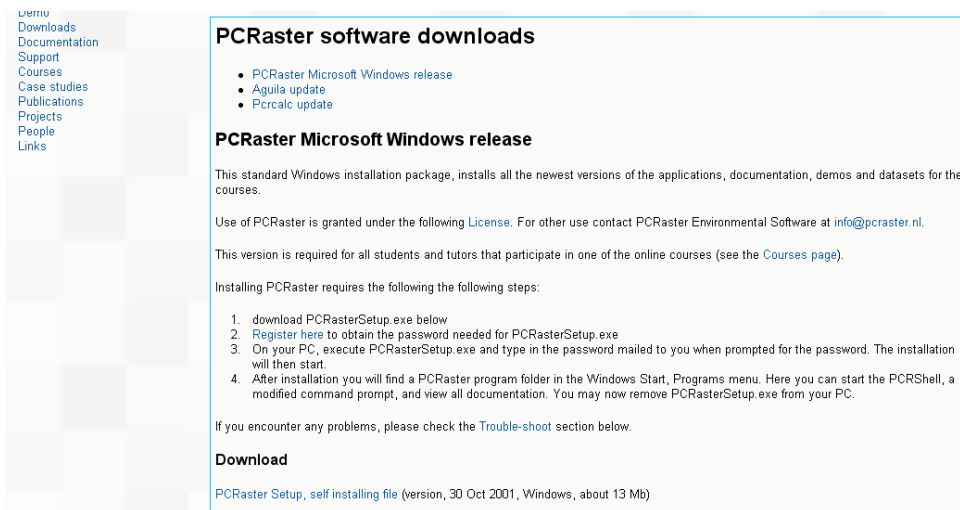 Demo
Downloads
Documentation
Support
Courses
Case studies
Publications
Projects
People
Links
PCRaster software downloads
PCRaster Microsoft Windows release
Aguila update
Pcrcalc update
PCRaster Microsoft Windows release
This standard Windows installation package, installs all the newest versions of the applications, documentation, demos and datasets for the
courses.
Use of PCRaster is granted under the following License. For other use contact PCRaster Environmental Software at info@pcraster.nl.
This version is required for all students and tutors that participate in one of the online courses (see the Courses page).
Installing PCRaster requires the following the following steps:
1. download PCRasterSetup.exe below
2. Register here to obtain the password needed for PCRasterSetup.exe
3. On your PC, execute PCRasterSetup.exe and type in the password mailed to you when prompted for the password. The installation
will then start.
4. After installation you will find a PCRaster program folder in the Windows Start, Programs menu. Here you can start the PCRShell, a
modified command prompt, and view all documentation. You may now remove PCRasterSetup.exe from your PC.
If you encounter any problems, please check the Trouble-shoot section below.
Download
PCRaster Setup, self installing file (version, 30 Oct 2001, Windows, about 13 Mb)